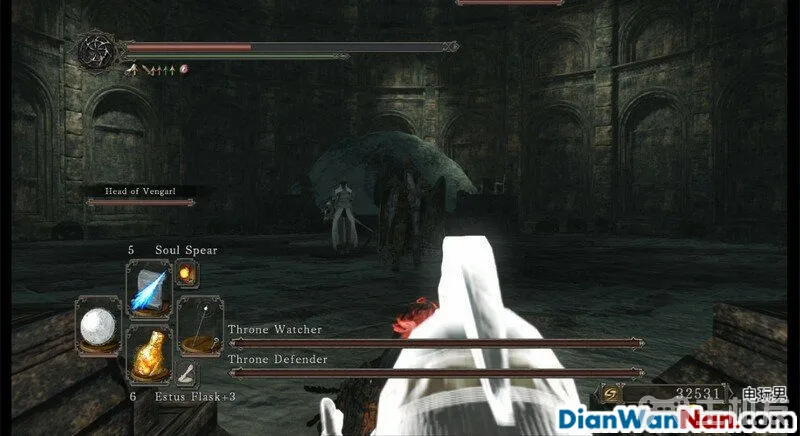 Head of Vengarl
5 Soul Spear
Throne Watcher
Throne Defender
6 Estus Flask+3
32531
电玩男
DianWanNan.com